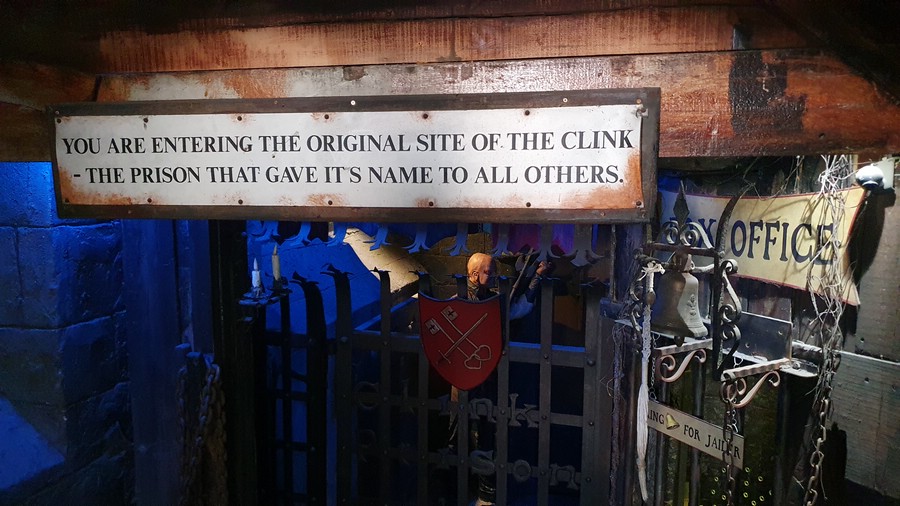 YOU ARE ENTERING THE ORIGINAL SITE OF THE CLINK
- THE PRISON THAT GAVE IT'S NAME TO ALL OTHERS.
OFFICE
FOR JAILER